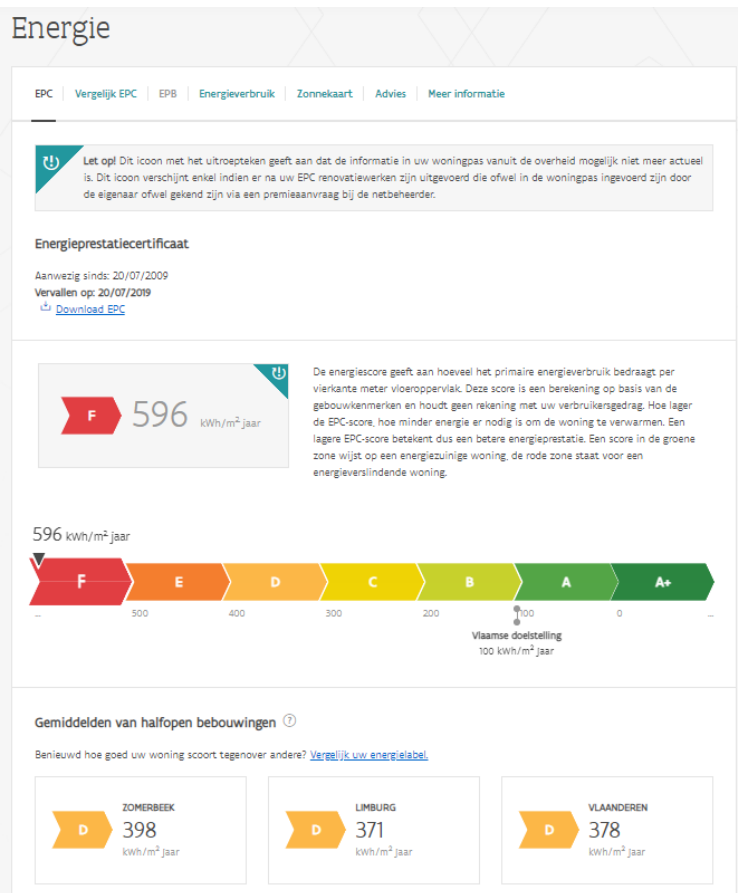 Energie
EPC
Vergelijk EPC
EPB
Energieverbruik
Zonnekaart
Advies
Meer informatie
Let op! Dit icoon met het uitroepteken geeft aan dat de informatie in uw woningpas vanuit de overheid mogelijk niet meer actueel
is. Dit icoon verschijnt enkel indien er na uw EPC renovatiewerken zijn uitgevoerd die ofwel in de woningpas ingevoerd zijn door
de eigenaar ofwel gekend zijn via een premieaanvraag bij de netbeheerder.
Energieprestatiecertificaat
Aanwezig sinds: 20/07/2009
Vervallen op: 20/07/2019
Download EPC
F 596 kWh/m² jaar
De energiescore geeft aan hoeveel het primaire energieverbruik bedraagt per
vierkante meter vloeroppervlak. Deze score is een berekening op basis van de
gebouwkenmerken en houdt geen rekening met uw verbruikersgedrag. Hoe lager
de EPC-score, hoe minder energie er nodig is om de woning te verwarmen. Een
lagere EPC-score betekent dus een betere energieprestatie. Een score in de groene
zone wijst op een energiezuinige woning, de rode zone staat voor een
energieverslindende woning.
596 kWh/m² jaar
F E D C B A A+
... 500 400 300 200 100 0 ...
Vlaamse doelstelling
100 kWh/m² jaar
Gemiddelden van halfopen bebouwingen ?
Benieuwd hoe goed uw woning scoort tegenover andere? Vergelijk uw energielabel.
D
ZOMERBEEK
398
kWh/m² jaar
D
LIMBURG
371
kWh/m² jaar
D
VLAANDEREN
378
kWh/m² jaar